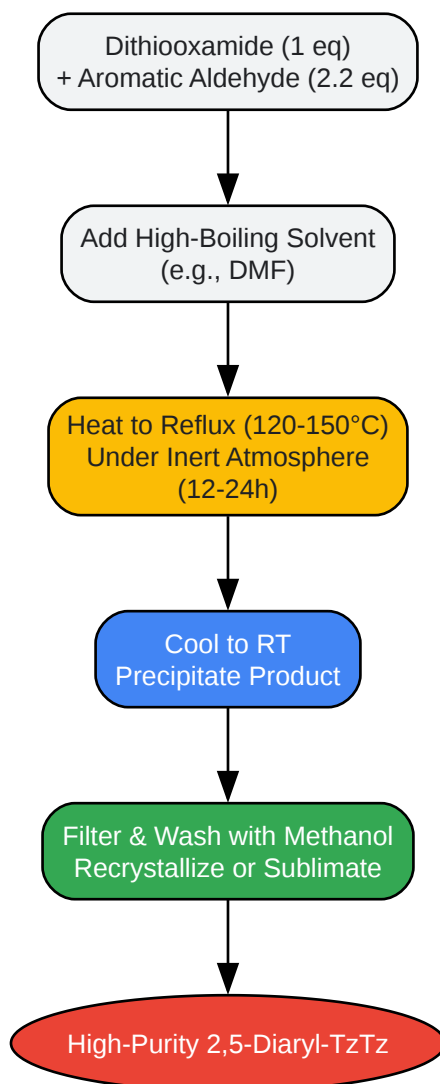 Dithiooxamide (1 eq)
+ Aromatic Aldehyde (2.2 eq)
Add High-Boiling Solvent
(e.g., DMF)
Heat to Reflux (120-150°C)
Under Inert Atmosphere
(12-24h)
Cool to RT
Precipitate Product
Filter & Wash with Methanol
Recrystallize or Sublimate
High-Purity 2,5-Diaryl-TzTz